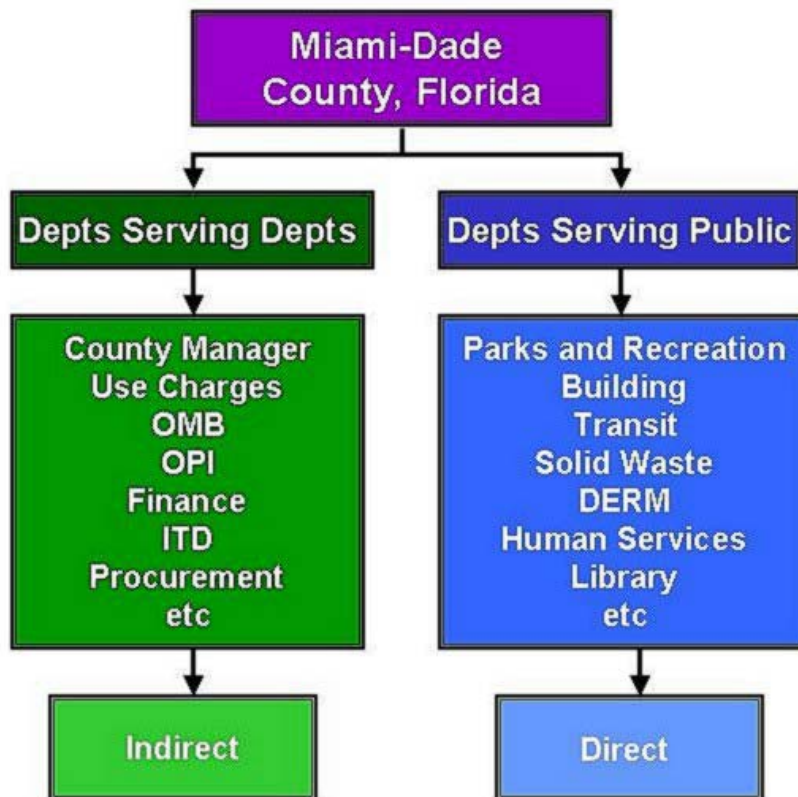 Miami-Dade
County, Florida
Depts Serving Depts
Depts Serving Public
County Manager
Use Charges
OMB
OPI
Finance
ITD
Procurement
etc
Parks and Recreation
Building
Transit
Solid Waste
DERM
Human Services
Library
etc
Indirect
Direct